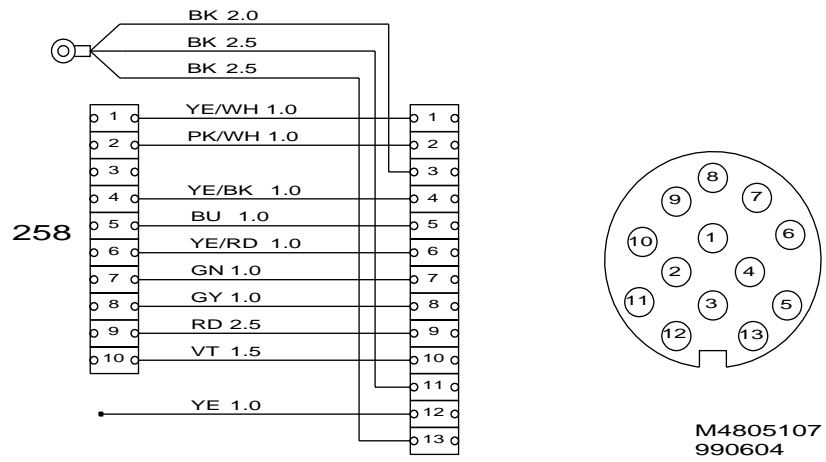 BK 2.0
BK 2.5
BK 2.5
1 YE/WH 1.0 1
2 PK/WH 1.0 2
3 3
4 YE/BK 1.0 4
258
5 BU 1.0 5
6 YE/RD 1.0 6
7 GN 1.0 7
8 GY 1.0 8
9 RD 2.5 9
10 VT 1.5 10
11
YE 1.0 12
13
8
9 7
10 1 6
2 4
11 3 5
12 13
M4805107
990604